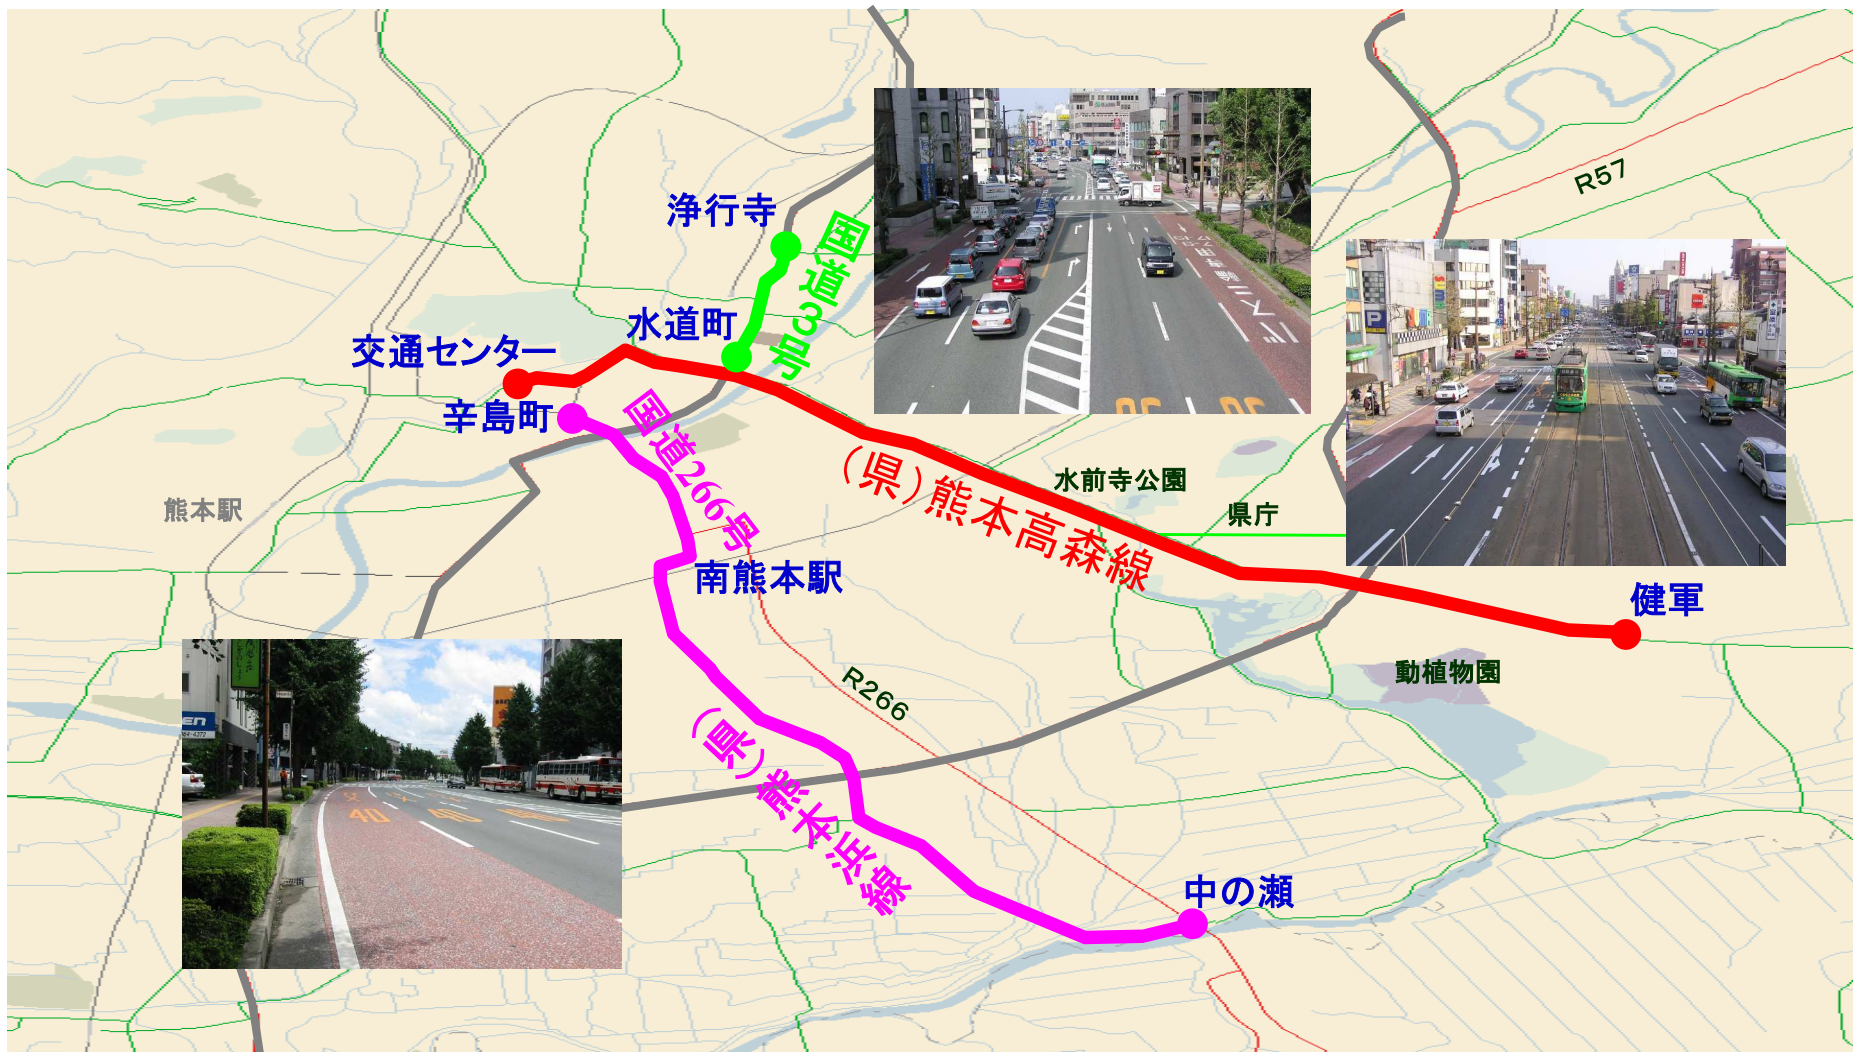 浄行寺
国道3号
水道町
交通センター
辛島町
国道266号
(県)熊本高森線
水前寺公園
県庁
R57
熊本駅
南熊本駅
健軍
動植物園
R266
(県)熊本浜線
中の瀬
P
40
40